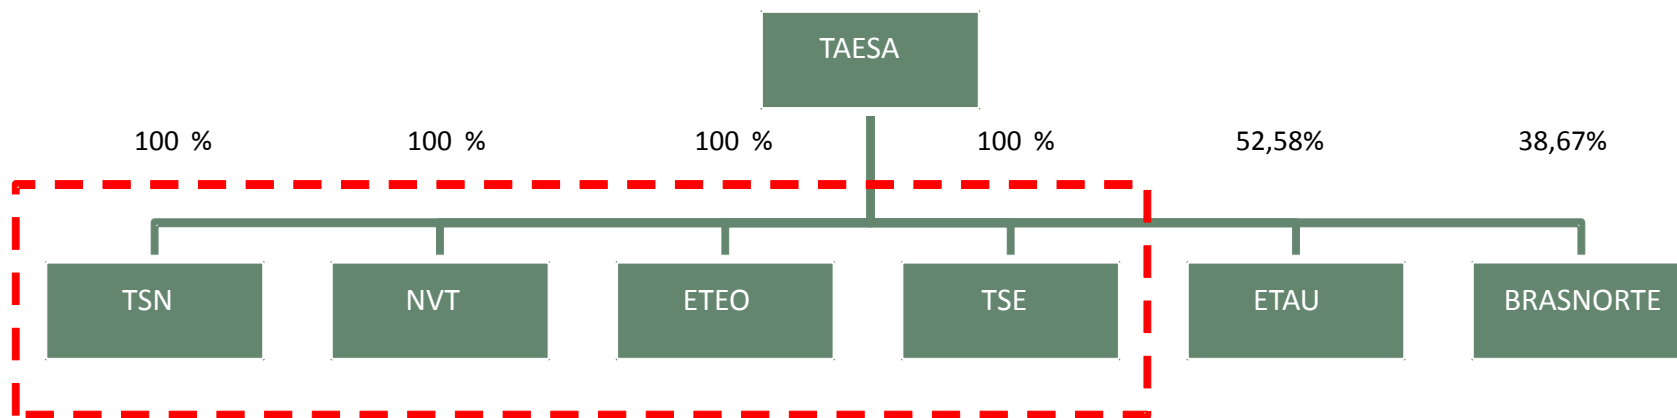 TAESA
100 % 100 % 100 % 100 % 52,58% 38,67%
TSN NVT ETEO TSE ETAU BRASNORTE